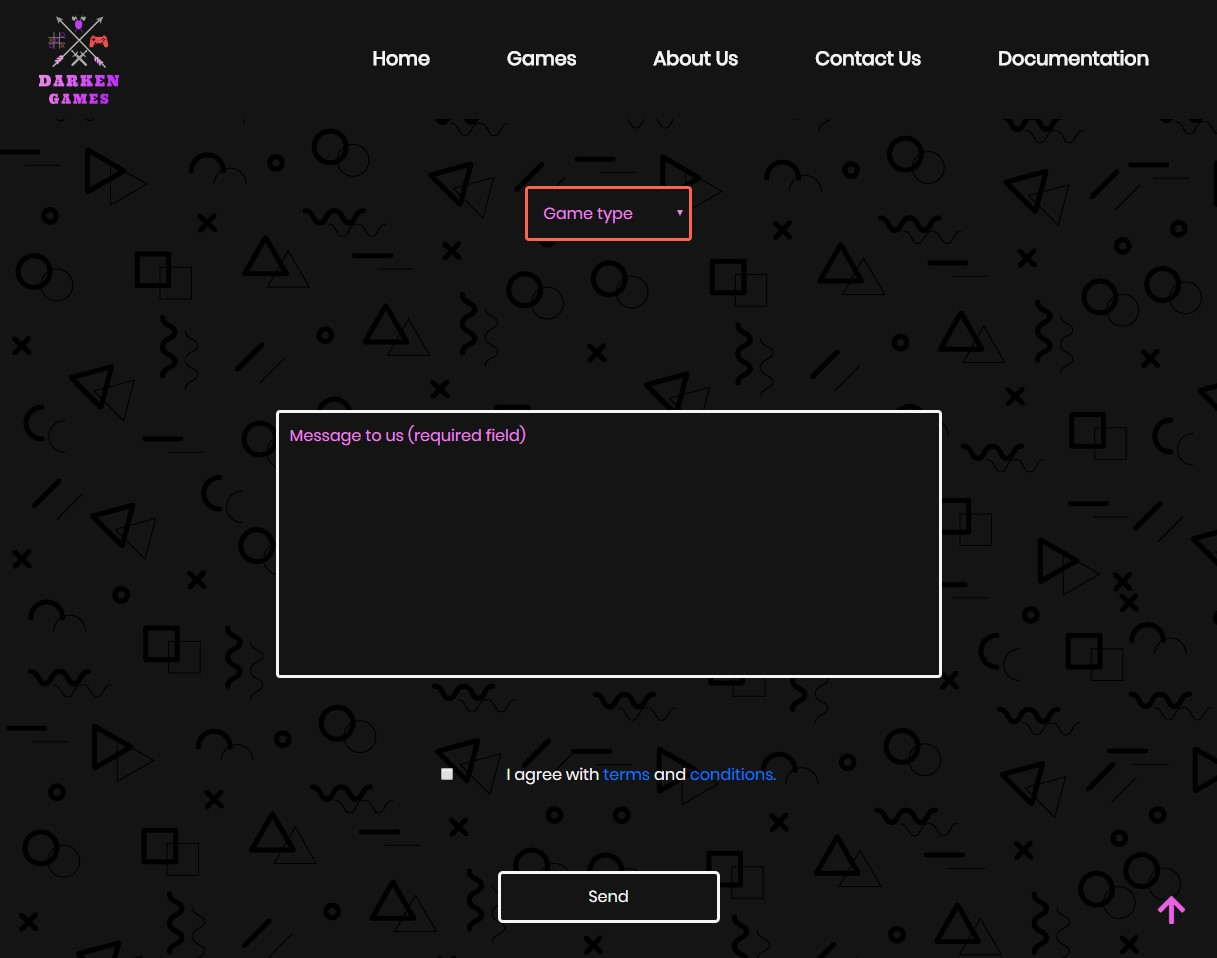 DARKEN
GAMES
Home Games About Us Contact Us Documentation
Game type
Message to us (required field)
I agree with terms and conditions.
Send